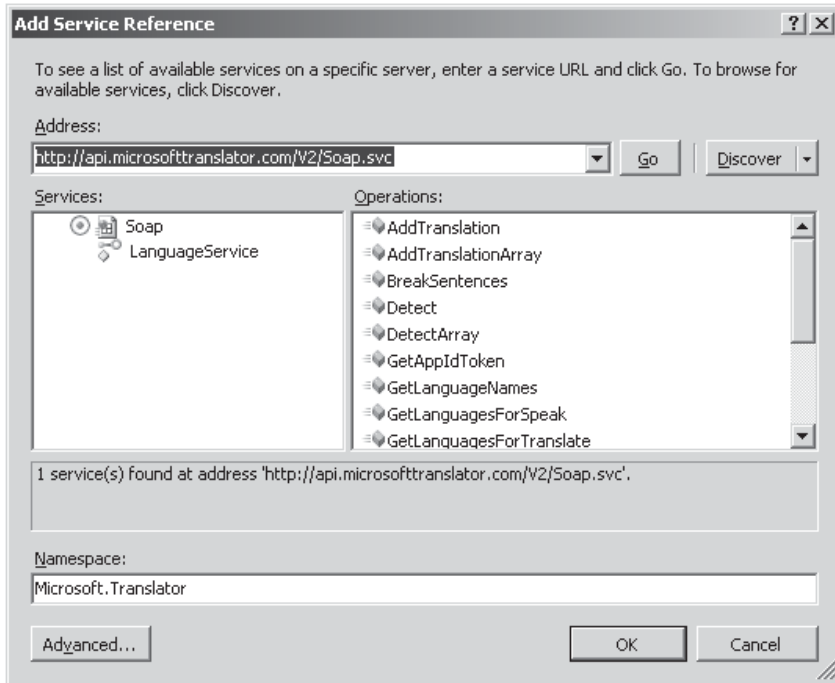 Add Service Reference
To see a list of available services on a specific server, enter a service URL and click Go. To browse for
available services, click Discover.
Address:
http://api.microsofttranslator.com/V2/Soap.svc
Go
Discover
Services:
Operations:
Soap
LanguageService
AddTranslation
AddTranslationArray
BreakSentences
Detect
DetectArray
GetAppIdToken
GetLanguageNames
GetLanguagesForSpeak
GetLanguagesForTranslate
1 service(s) found at address 'http://api.microsofttranslator.com/V2/Soap.svc'.
Namespace:
Microsoft.Translator
Advanced...
OK
Cancel